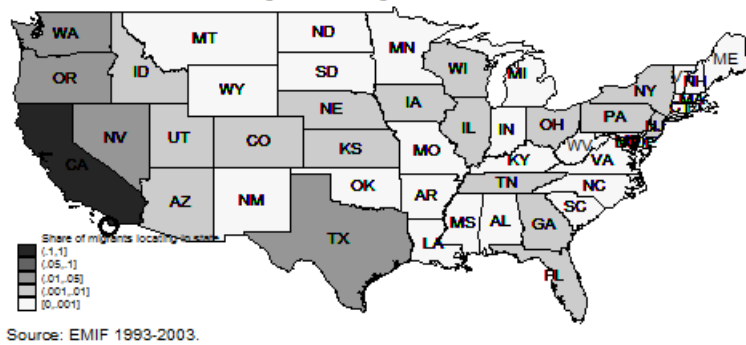 WA
MT
ND
MN
ME
OR
ID
SD
WI
MI
NH
WY
NY
MA
NE
IA
PA
NV
UT
CO
IL
IN
OH
NJ
CA
KS
MO
WV
VA
KY
AZ
NM
OK
AR
TN
NC
SC
TX
LA
MS
AL
GA
FL
Share of migrants locating in state
(.1,.1]
(.05,.1]
(.01,.05]
(.001,.01]
[0,.001]
Source: EMIF 1993-2003.